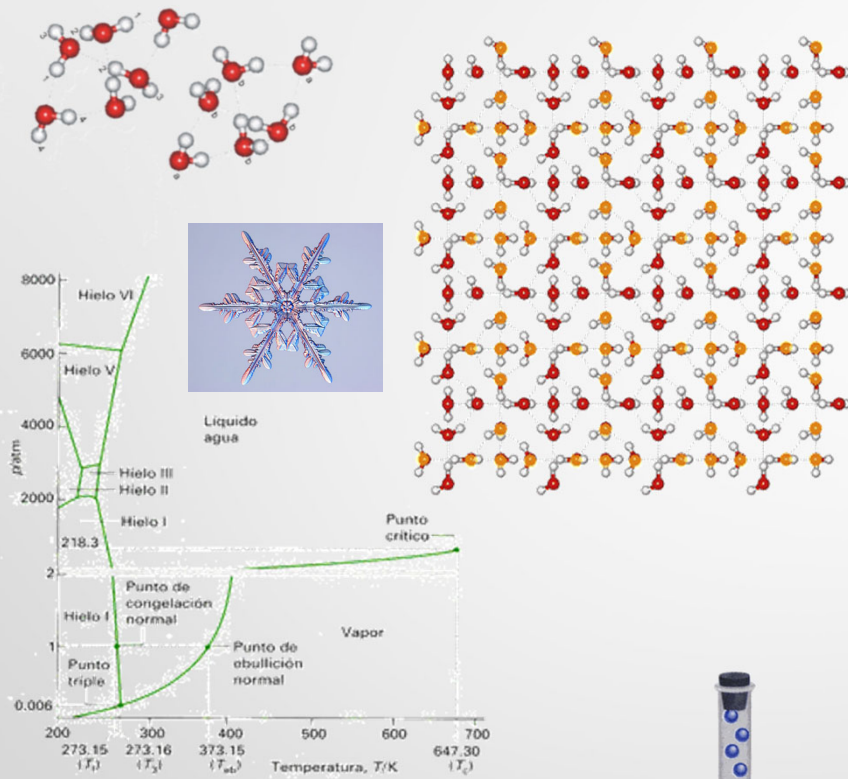 8000
Hielo VI
6000
Hielo V
4000
Líquido
agua
p/atm
Hielo III
Hielo II
2000
Hielo I
Punto
crítico
218.3
2
Punto de
congelación
normal
Hielo I
Vapor
1
Punto de
ebullición
normal
Punto
triple
0.006
200
300
400
500
600
700
273.15
273.16
373.15
Temperatura, T/K
647.30
(T₃)
(Tc)